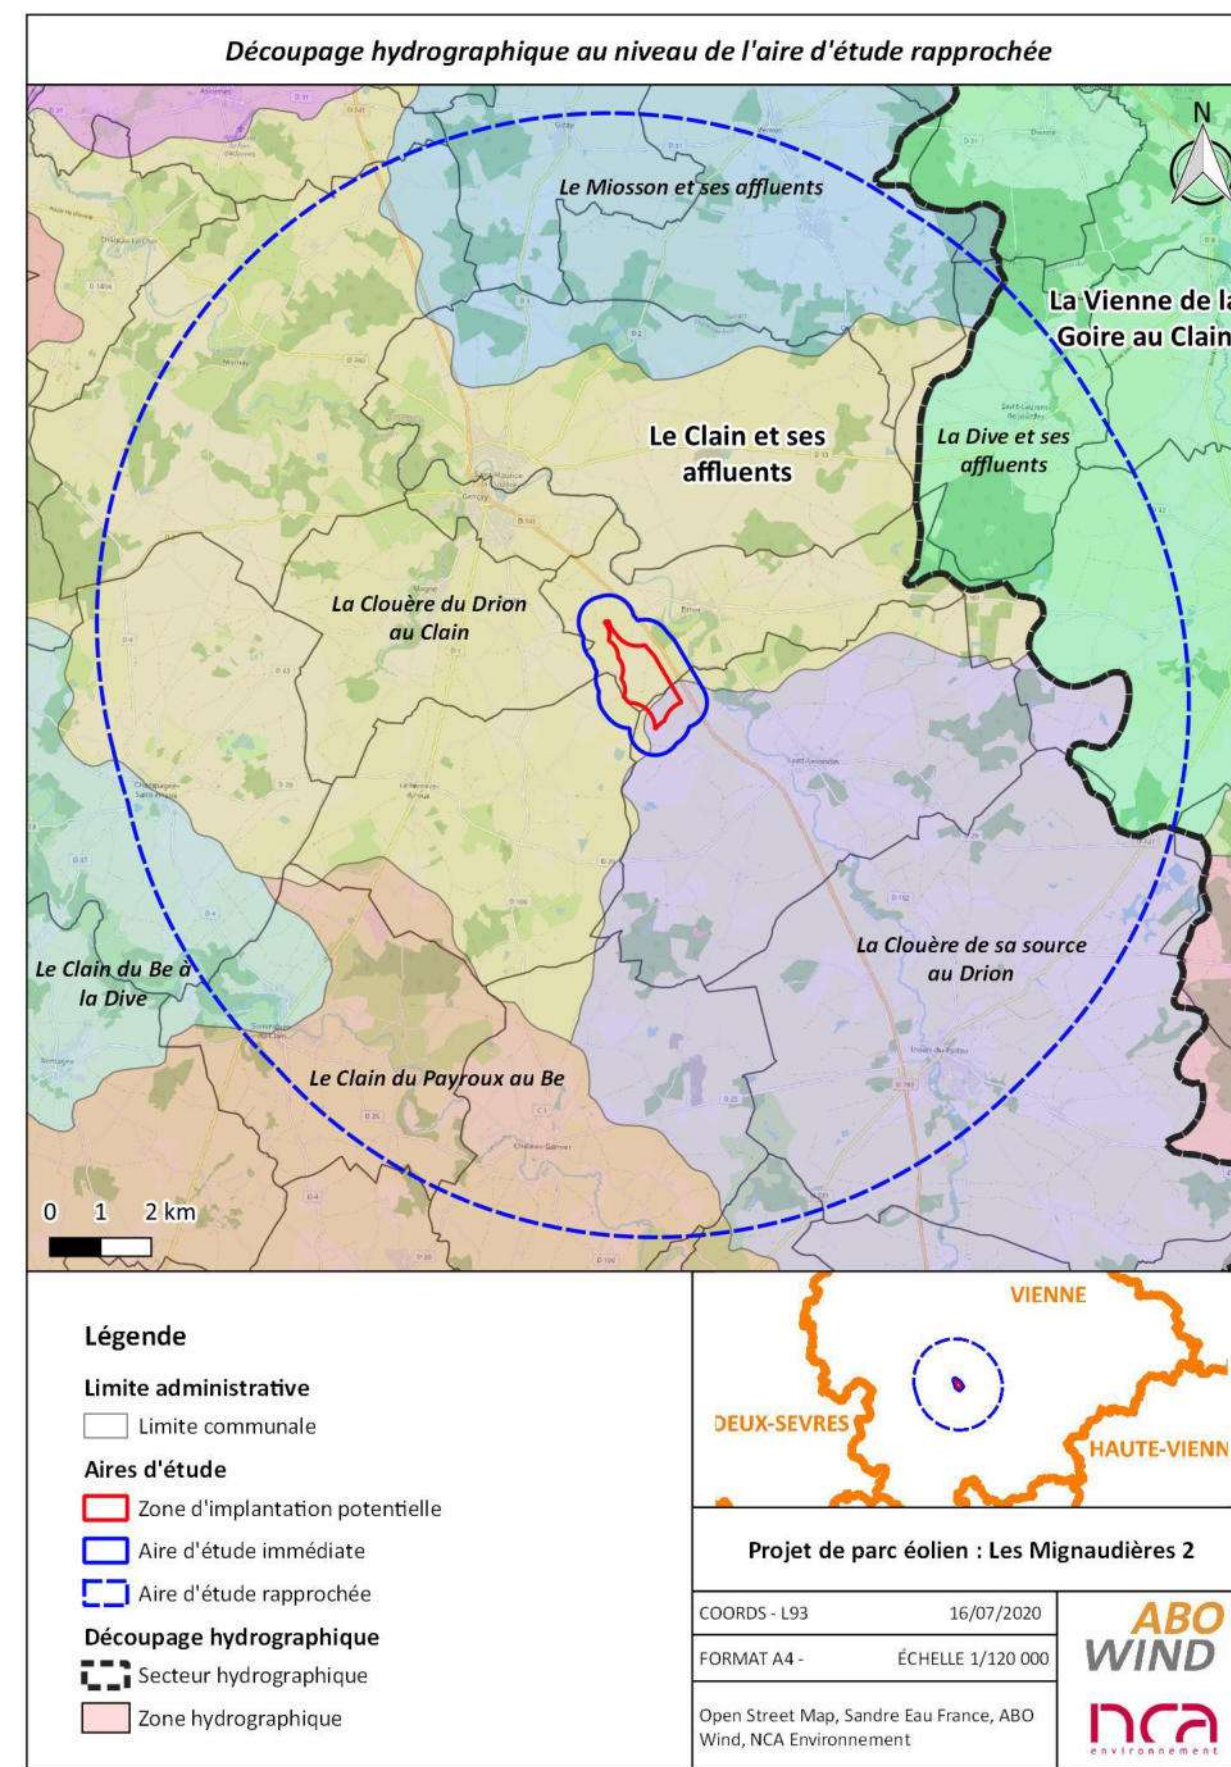 Découpage hydrographique au niveau de l'aire d'étude rapprochée
N
Le Miosson et ses affluents
La Vienne de la
Goire au Clain
Le Clain et ses
affluents
La Dive et ses
affluents
Gençay
La Clouère du Drion
au Clain
La Clouère de sa source
au Drion
Le Clain du Be à
la Dive
Le Clain du Payroux au Be
0 1 2 km
Légende
Limite administrative
Limite communale
Aires d'étude
Zone d'implantation potentielle
Aire d'étude immédiate
Aire d'étude rapprochée
Découpage hydrographique
Secteur hydrographique
Zone hydrographique
VIENNE
DEUX-SEVRES
HAUTE-VIENN
Projet de parc éolien : Les Mignaudières 2
COORDS - L93 16/07/2020
FORMAT A4 - ÉCHELLE 1/120 000
Open Street Map, Sandre Eau France, ABO
Wind, NCA Environnement
ABO
WIND
nca
environnement